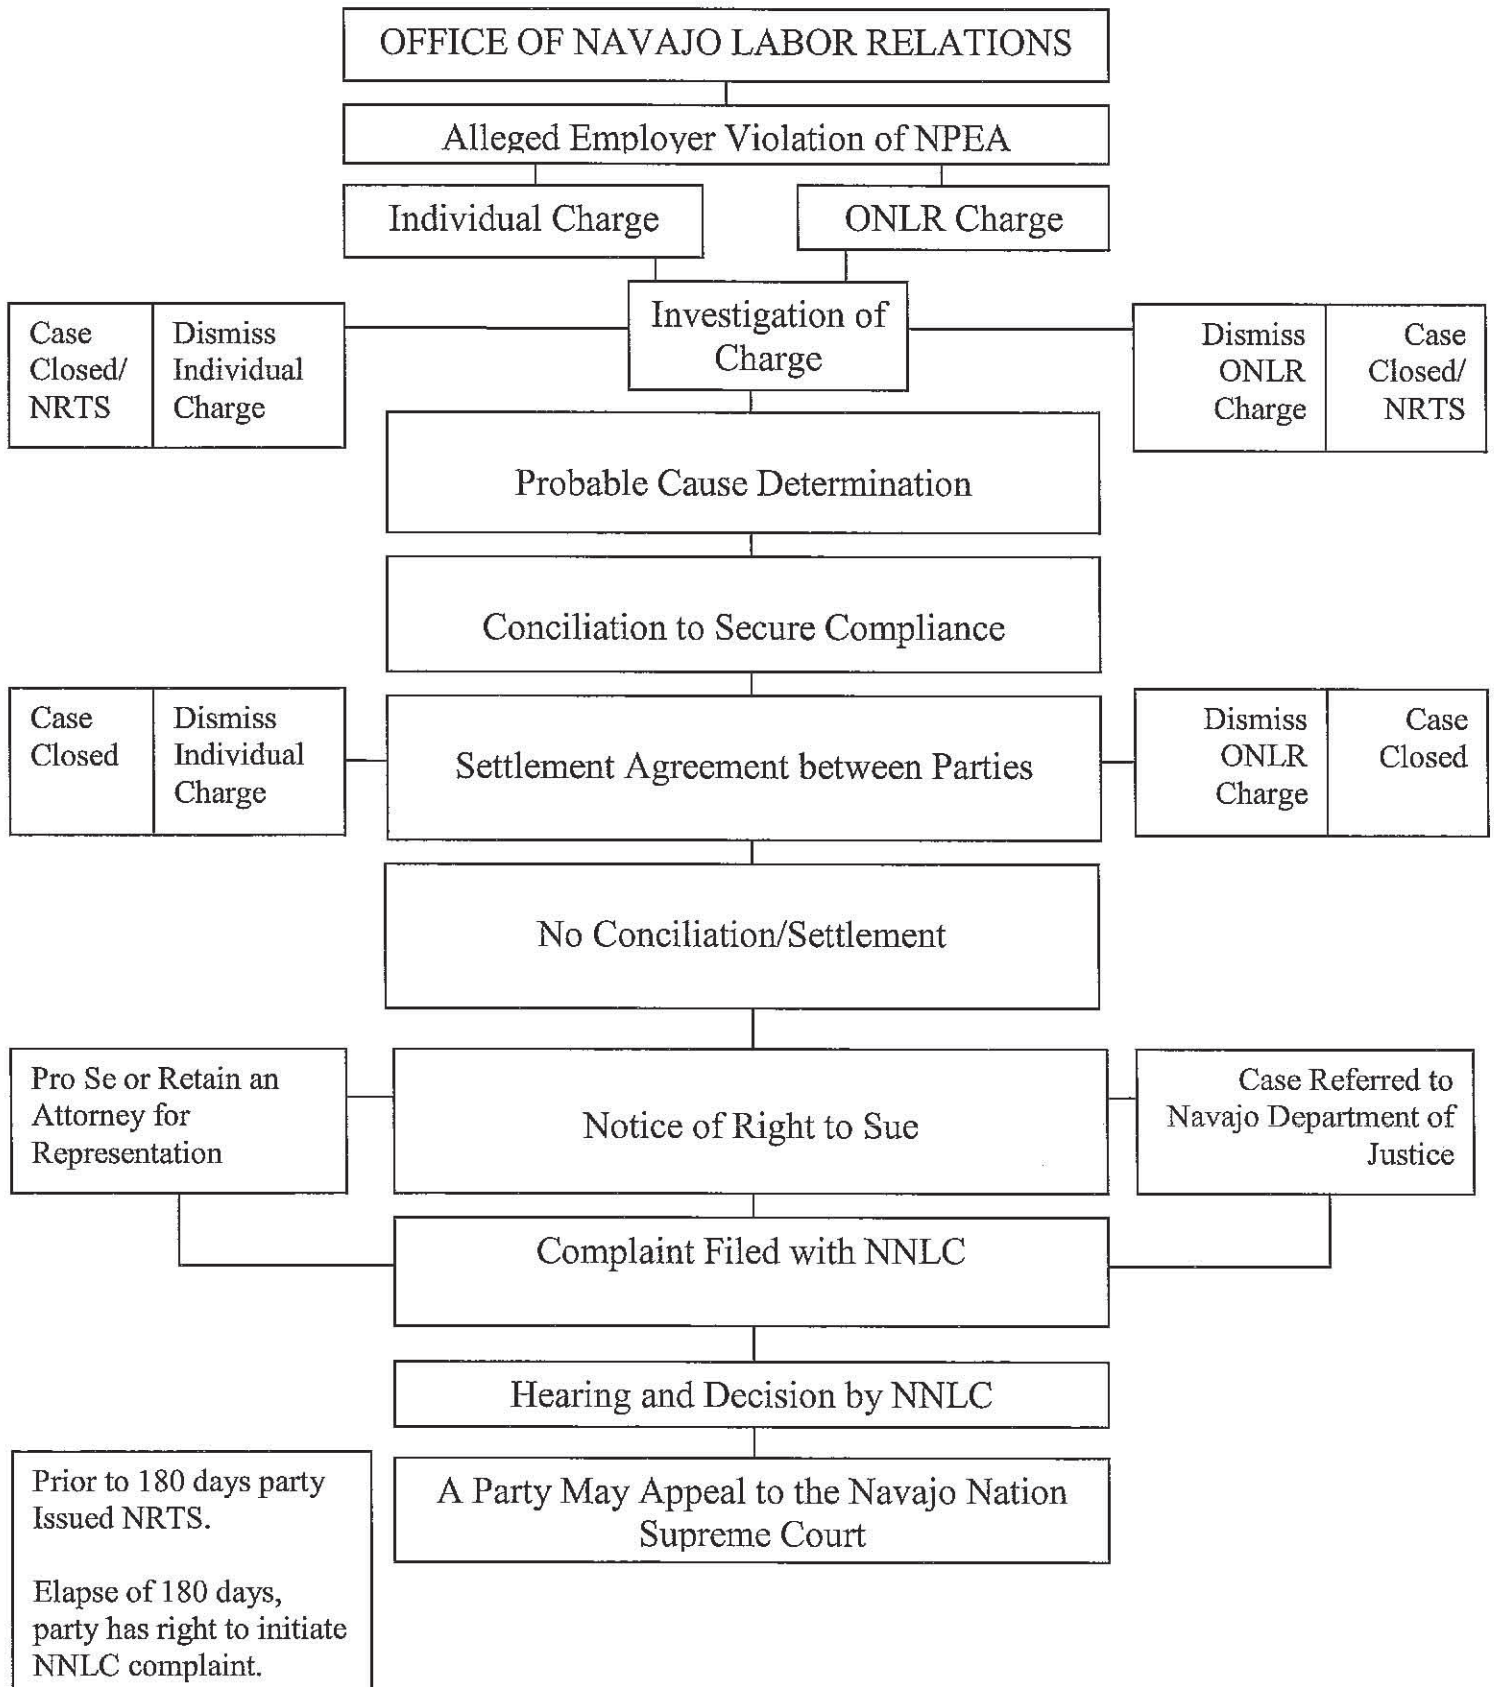 OFFICE OF NAVAJO LABOR RELATIONS
Alleged Employer Violation of NPEA
Individual Charge
ONLR Charge
Investigation of
Charge
Case
Closed/
NRTS
Dismiss
Individual
Charge
Dismiss
ONLR
Charge
Case
Closed/
NRTS
Probable Cause Determination
Conciliation to Secure Compliance
Case
Closed
Dismiss
Individual
Charge
Settlement Agreement between Parties
Dismiss
ONLR
Charge
Case
Closed
No Conciliation/Settlement
Pro Se or Retain an
Attorney for
Representation
Notice of Right to Sue
Case Referred to
Navajo Department of
Justice
Complaint Filed with NNLC
Hearing and Decision by NNLC
A Party May Appeal to the Navajo Nation
Supreme Court
Prior to 180 days party
Issued NRTS.
Elapse of 180 days,
party has right to initiate
NNLC complaint.